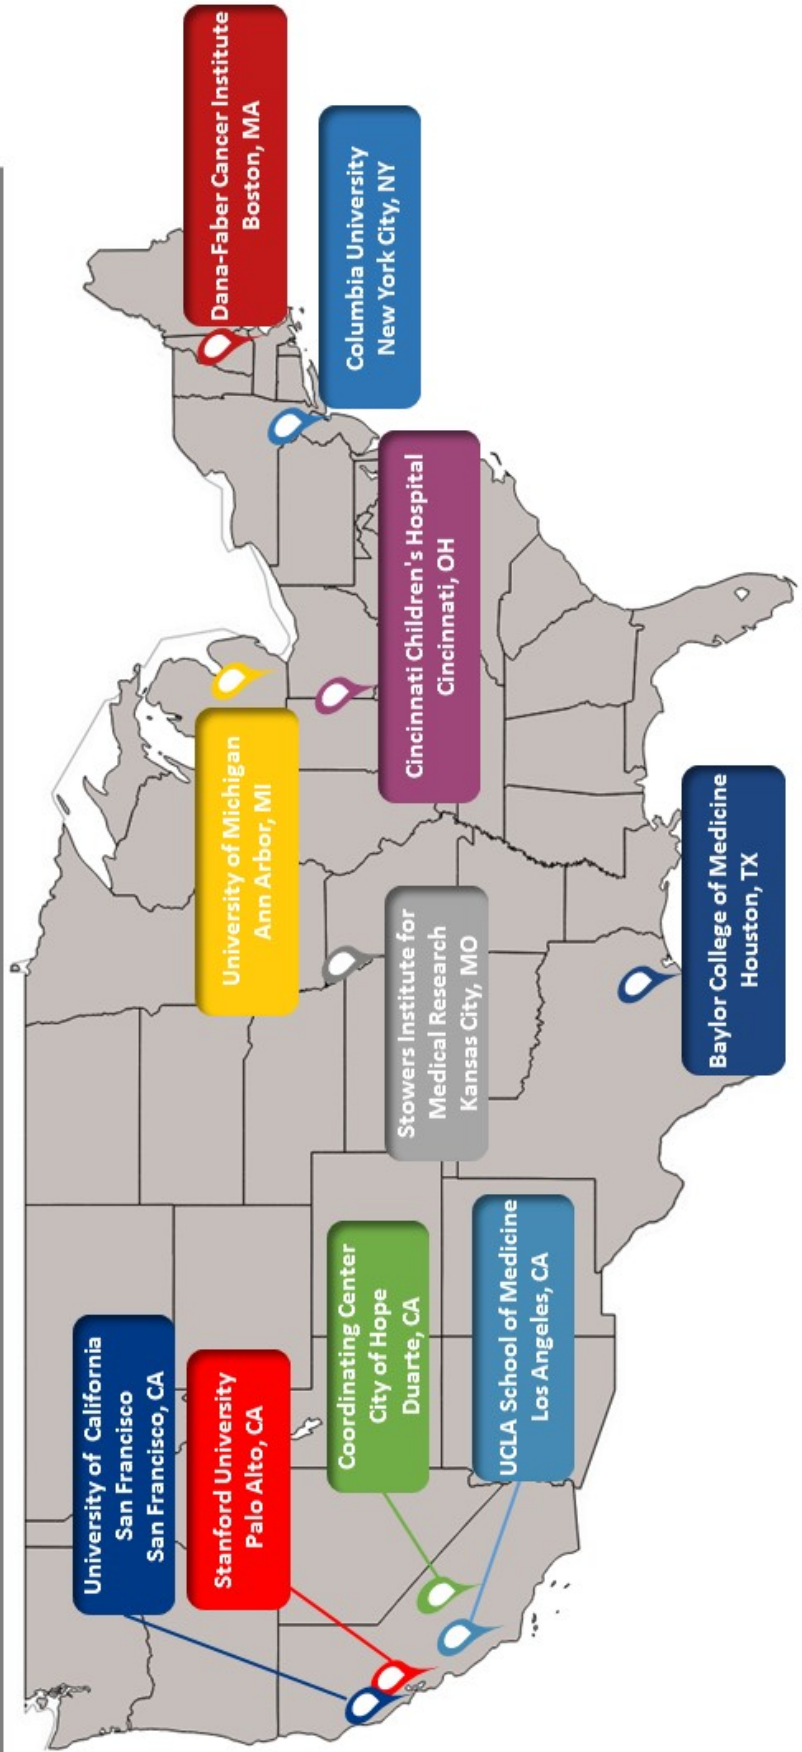 University of California
San Francisco
San Francisco, CA
Stanford University
Palo Alto, CA
Coordinating Center
City of Hope
Duarte, CA
UCLA School of Medicine
Los Angeles, CA
University of Michigan
Ann Arbor, MI
Stowers Institute for
Medical Research
Kansas City, MO
Baylor College of Medicine
Houston, TX
Cincinnati Children's Hospital
Cincinnati, OH
Dana-Faber Cancer Institute
Boston, MA
Columbia University
New York City, NY